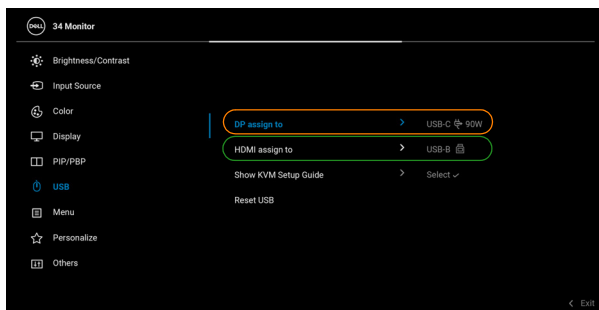 DELL 34 Monitor
Brightness/Contrast
Input Source
Color
Display
PIP/PBP
USB
Menu
Personalize
Others
DP assign to > USB-C 90W
HDMI assign to > USB-B
Show KVM Setup Guide > Select ✓
Reset USB
< Exit